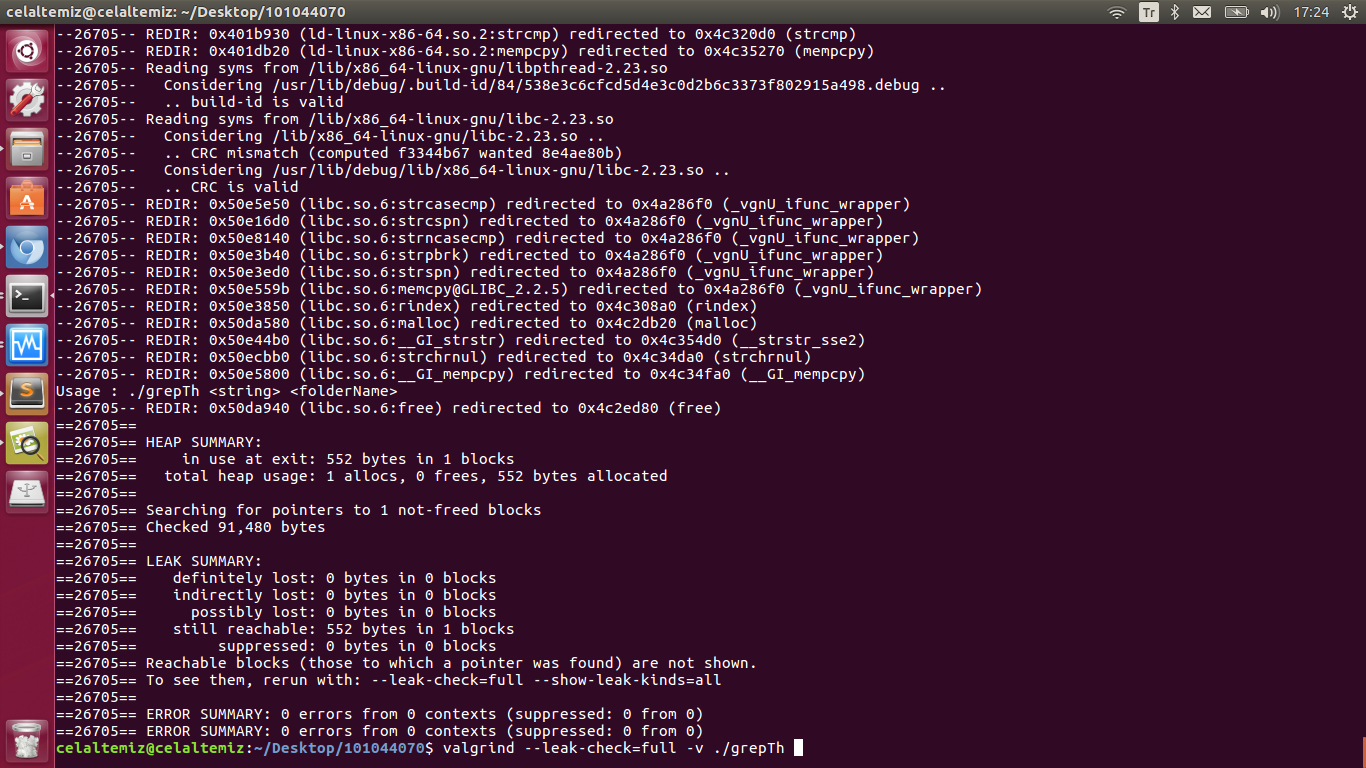 celaltemiz@celaltemiz: ~/Desktop/101044070
Tr
17:24
--26705-- REDIR: 0x401b930 (ld-linux-x86-64.so.2:strcmp) redirected to 0x4c320d0 (strcmp)
--26705-- REDIR: 0x401db20 (ld-linux-x86-64.so.2:mempcpy) redirected to 0x4c35270 (mempcpy)
--26705-- Reading syms from /lib/x86_64-linux-gnu/libpthread-2.23.so
--26705--   Considering /usr/lib/debug/.build-id/84/538e3c6cfcd5d4e3c0d2b6c3373f802915a498.debug ..
--26705--   .. build-id is valid
--26705-- Reading syms from /lib/x86_64-linux-gnu/libc-2.23.so
--26705--   Considering /lib/x86_64-linux-gnu/libc-2.23.so ..
--26705--   .. CRC mismatch (computed f3344b67 wanted 8e4ae80b)
--26705--   Considering /usr/lib/debug/lib/x86_64-linux-gnu/libc-2.23.so ..
--26705--   .. CRC is valid
--26705-- REDIR: 0x50e5e50 (libc.so.6:strcasecmp) redirected to 0x4a286f0 (_vgnU_ifunc_wrapper)
--26705-- REDIR: 0x50e16d0 (libc.so.6:strcspn) redirected to 0x4a286f0 (_vgnU_ifunc_wrapper)
--26705-- REDIR: 0x50e8140 (libc.so.6:strncasecmp) redirected to 0x4a286f0 (_vgnU_ifunc_wrapper)
--26705-- REDIR: 0x50e3b40 (libc.so.6:strpbrk) redirected to 0x4a286f0 (_vgnU_ifunc_wrapper)
--26705-- REDIR: 0x50e3ed0 (libc.so.6:strspn) redirected to 0x4a286f0 (_vgnU_ifunc_wrapper)
--26705-- REDIR: 0x50e559b (libc.so.6:memcpy@GLIBC_2.2.5) redirected to 0x4a286f0 (_vgnU_ifunc_wrapper)
--26705-- REDIR: 0x50e3850 (libc.so.6:rindex) redirected to 0x4c308a0 (rindex)
--26705-- REDIR: 0x50da580 (libc.so.6:malloc) redirected to 0x4c2db20 (malloc)
--26705-- REDIR: 0x50e44b0 (libc.so.6:__GI_strstr) redirected to 0x4c354d0 (__strstr_sse2)
--26705-- REDIR: 0x50ecbb0 (libc.so.6:strchrnul) redirected to 0x4c34da0 (strchrnul)
--26705-- REDIR: 0x50e5800 (libc.so.6:__GI_mempcpy) redirected to 0x4c34fa0 (__GI_mempcpy)
Usage : ./grepTh <string> <folderName>
--26705-- REDIR: 0x50da940 (libc.so.6:free) redirected to 0x4c2ed80 (free)
==26705==
==26705== HEAP SUMMARY:
==26705==     in use at exit: 552 bytes in 1 blocks
==26705==   total heap usage: 1 allocs, 0 frees, 552 bytes allocated
==26705==
==26705== Searching for pointers to 1 not-freed blocks
==26705== Checked 91,480 bytes
==26705==
==26705== LEAK SUMMARY:
==26705==    definitely lost: 0 bytes in 0 blocks
==26705==    indirectly lost: 0 bytes in 0 blocks
==26705==      possibly lost: 0 bytes in 0 blocks
==26705==    still reachable: 552 bytes in 1 blocks
==26705==         suppressed: 0 bytes in 0 blocks
==26705== Reachable blocks (those to which a pointer was found) are not shown.
==26705== To see them, rerun with: --leak-check=full --show-leak-kinds=all
==26705==
==26705== ERROR SUMMARY: 0 errors from 0 contexts (suppressed: 0 from 0)
==26705== ERROR SUMMARY: 0 errors from 0 contexts (suppressed: 0 from 0)
celaltemiz@celaltemiz:~/Desktop/101044070$ valgrind --leak-check=full -v ./grepTh